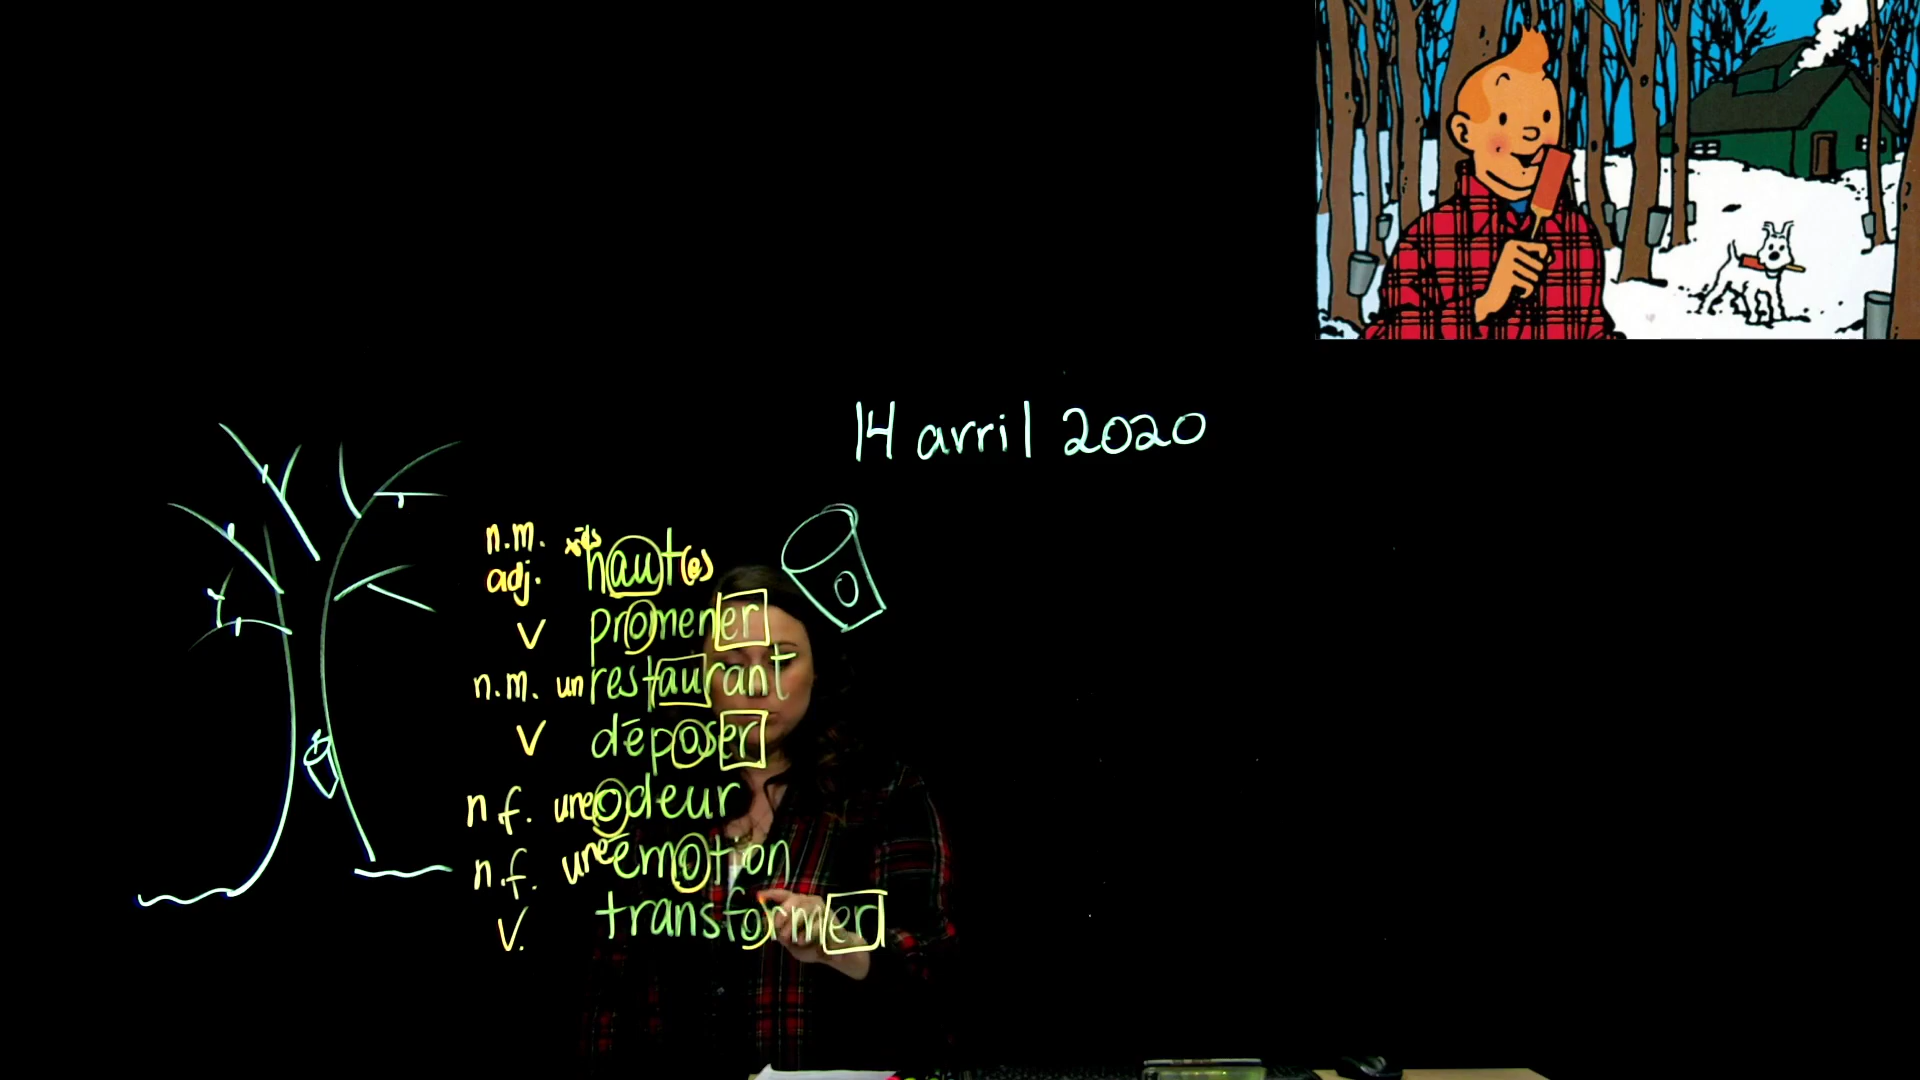 14 avril 2020
n.m.
adj. haut(e)
V promener
n.m. un restaurant
V déposer
n.f. une odeur
n.f. une émotion
V. transformer